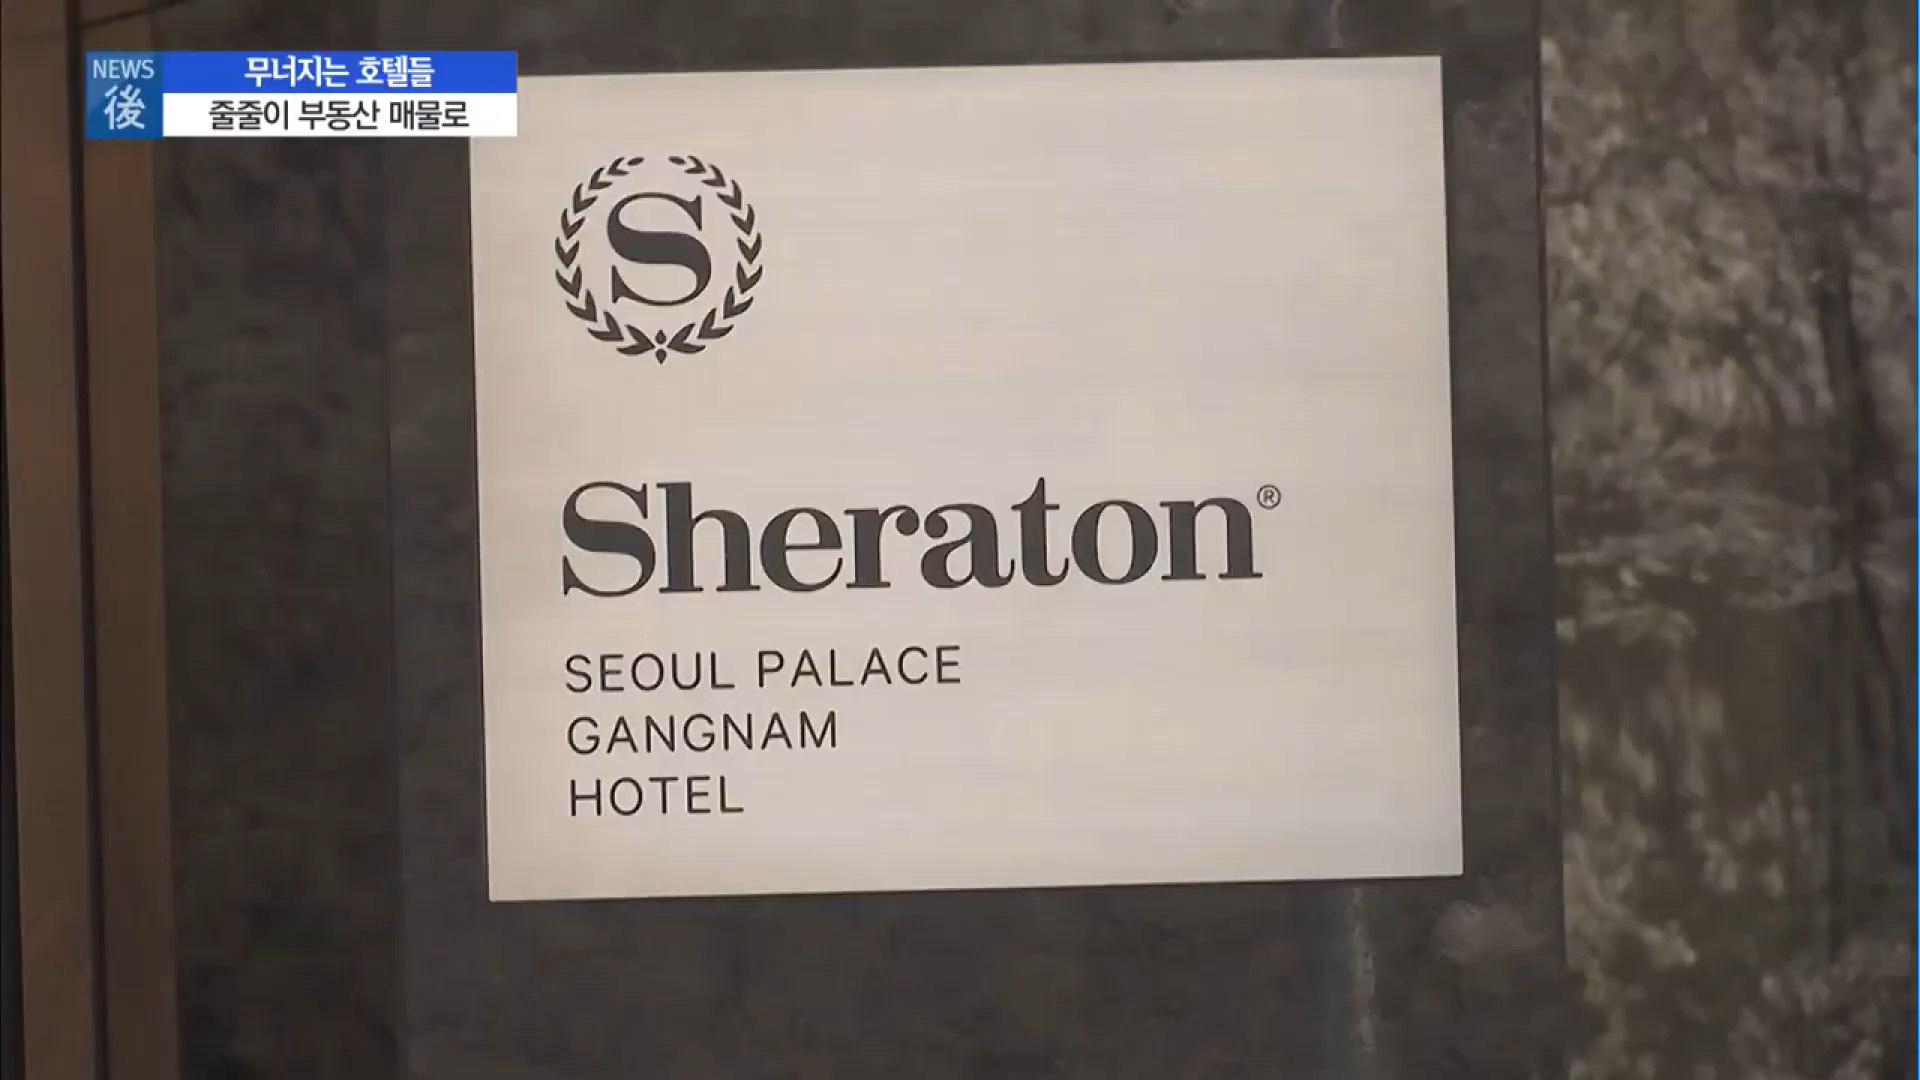 NEWS
後
무너지는 호텔들
줄줄이 부동산 매물로
S
Sheraton®
SEOUL PALACE
GANGNAM
HOTEL